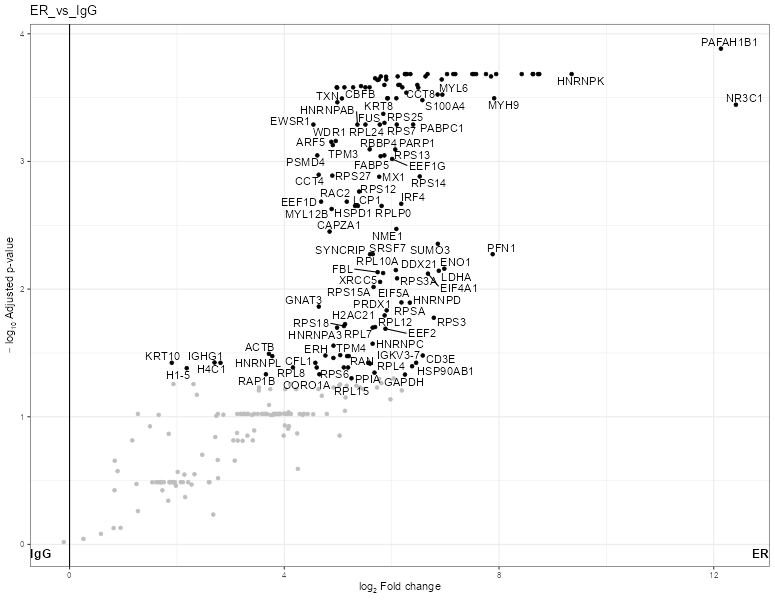 ER_vs_IgG
4
PAFAH1B1
HNRNPK
MYL6
TXN
CBFB
CCT8
NR3C1
HNRNPAB
KRT8
S100A4
MYH9
EWSR1
FUS
RPS25
WDR1
RPL24
RPS7
PABPC1
ARF5
RBBP4
PARP1
3
TPM3
RPS13
PSMD4
FABP5
EEF1G
CCT4
RPS27
MX1
RPS14
RPS12
RAC2
LCP1
IRF4
EEF1D
MYL12B
HSPD1
RPLP0
CAPZA1
NME1
SYNCRIP
SRSF7
SUMO3
PFN1
RPL10A
DDX21
ENO1
FBL
XRCC5
RPS3A
LDHA
EIF4A1
2
RPS15A
EIF5A
GNAT3
PRDX1
HNRNPD
H2AC21
RPSA
RPS18
RPL12
RPS3
HNRNPA3
RPL7
EEF2
ACTB
ERH
TPM4
HNRNPC
KRT10
IGHG1
IGKV3-7
CD3E
HNRNPL
CFL1
RAN
H1-5
H4C1
RPL8
RPS6
RPL4
HSP90AB1
RAP1B
CORO1A
PPIA
GAPDH
RPL15
1
0
IgG
ER
0
4
8
12
log2 Fold change
− log10 Adjusted p-value